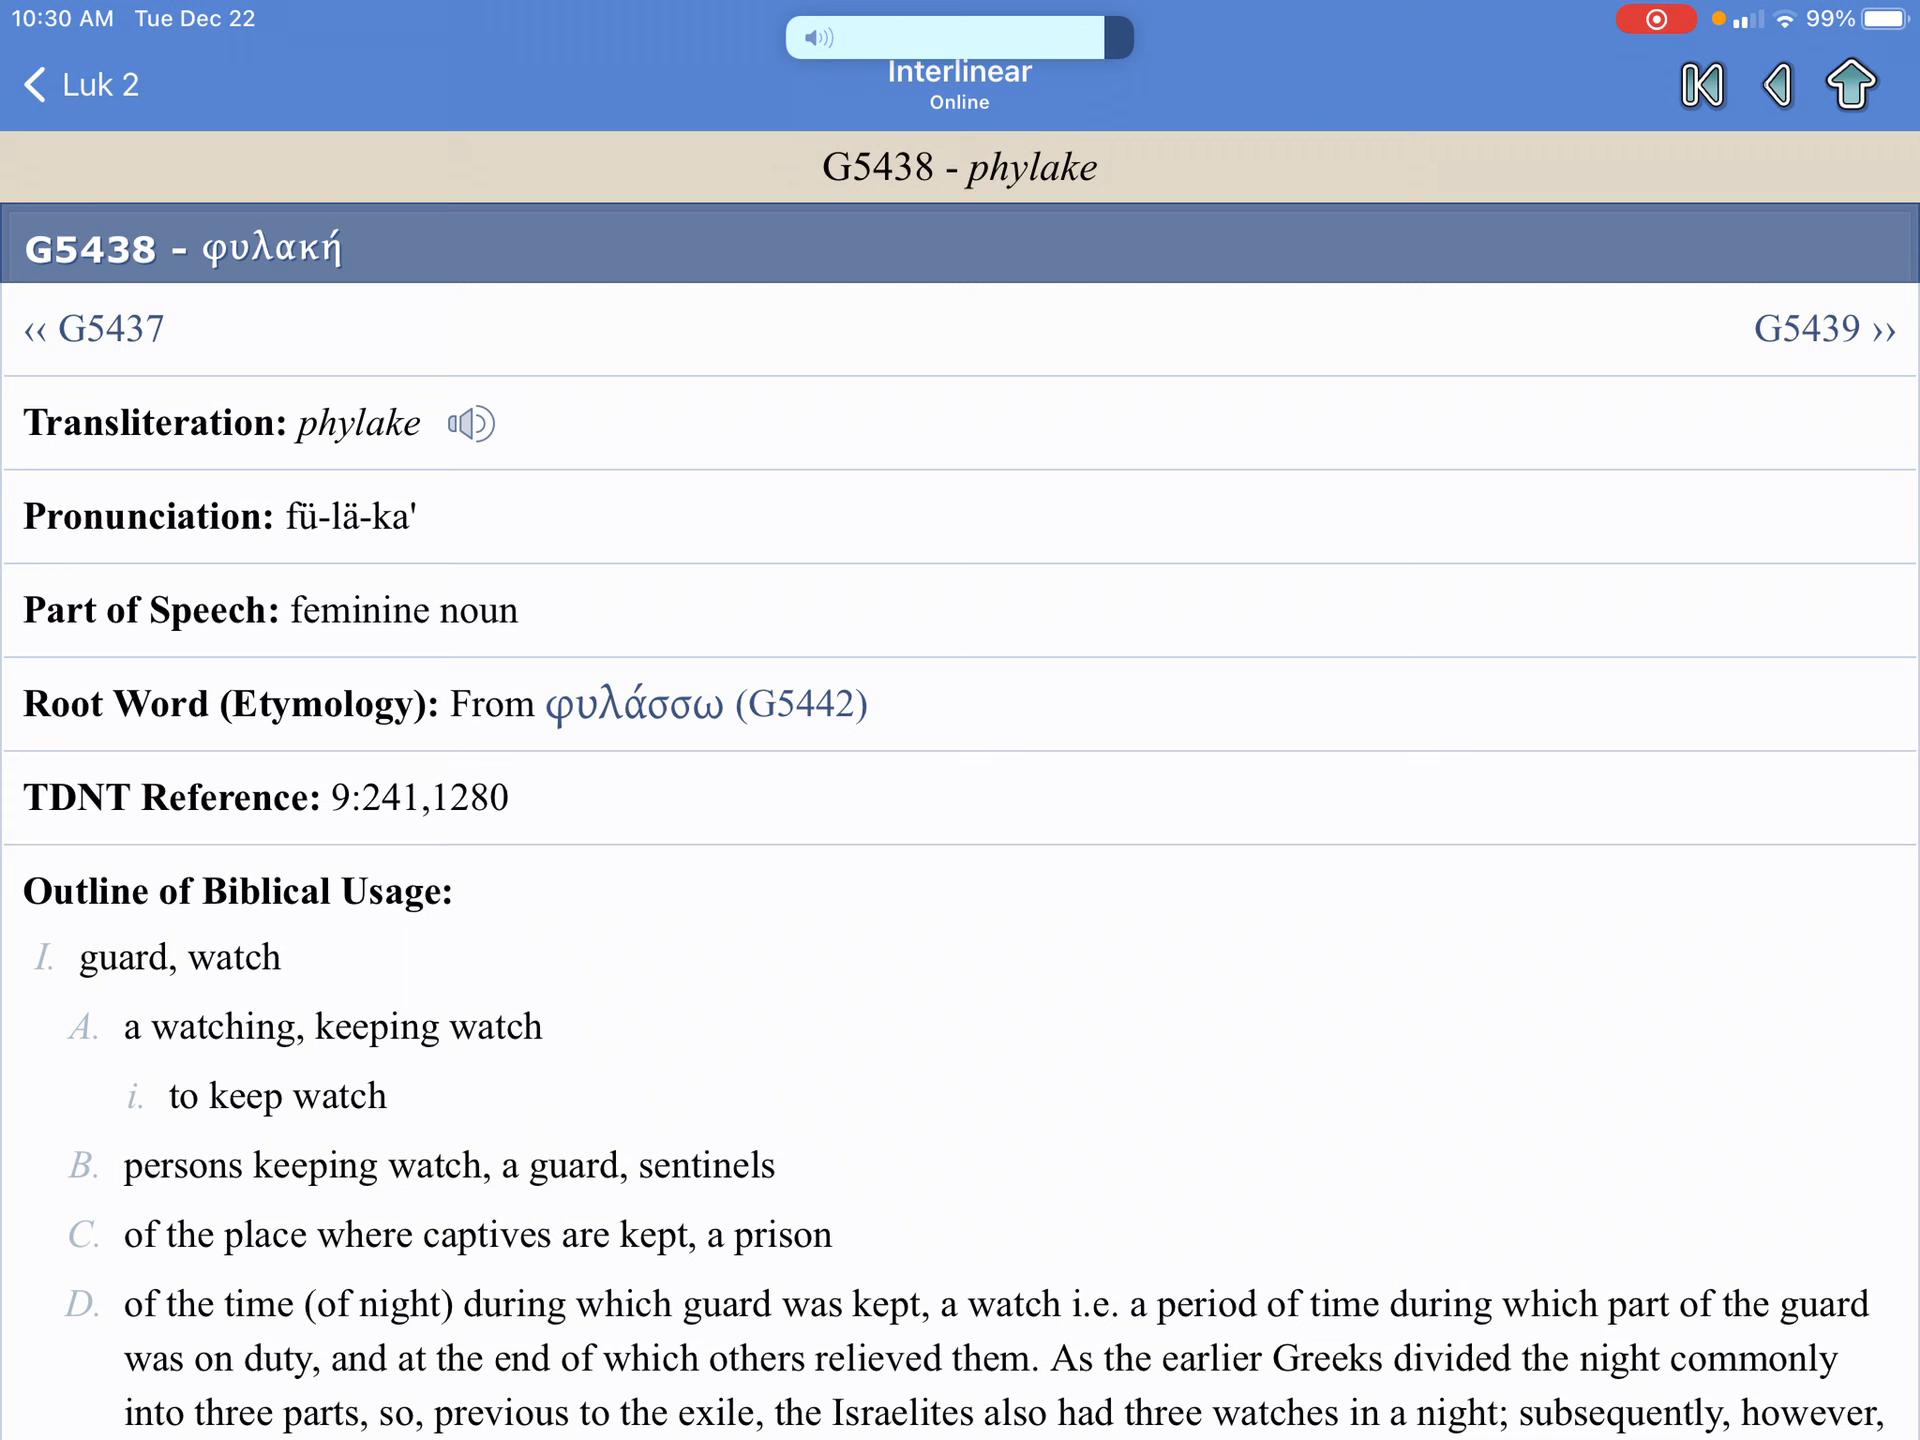 10:30 AM Tue Dec 22
99%
Luk 2
Interlinear
Online
G5438 - phylake
G5438 - φυλακή
‹‹ G5437
G5439 ››
Transliteration: phylake
Pronunciation: fü-lä-ka'
Part of Speech: feminine noun
Root Word (Etymology): From φυλάσσω (G5442)
TDNT Reference: 9:241,1280
Outline of Biblical Usage:
I. guard, watch
A. a watching, keeping watch
i. to keep watch
B. persons keeping watch, a guard, sentinels
C. of the place where captives are kept, a prison
D. of the time (of night) during which guard was kept, a watch i.e. a period of time during which part of the guard
was on duty, and at the end of which others relieved them. As the earlier Greeks divided the night commonly
into three parts, so, previous to the exile, the Israelites also had three watches in a night; subsequently, however,